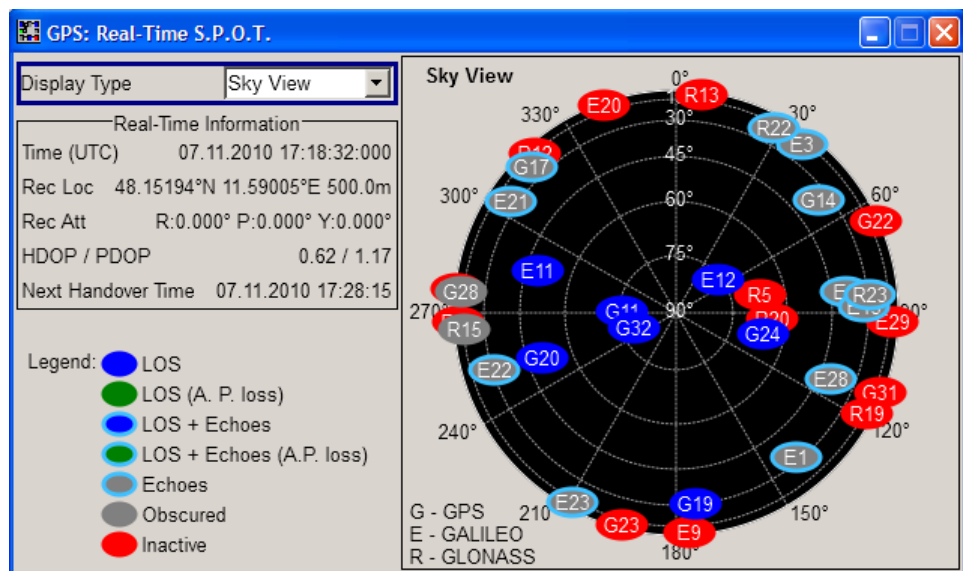 GPS: Real-Time S.P.O.T.
Display Type Sky View
Real-Time Information
Time (UTC) 07.11.2010 17:18:32:000
Rec Loc 48.15194°N 11.59005°E 500.0m
Rec Att R:0.000° P:0.000° Y:0.000°
HDOP / PDOP 0.62 / 1.17
Next Handover Time 07.11.2010 17:28:15
Legend:
LOS
LOS (A. P. loss)
LOS + Echoes
LOS + Echoes (A.P. loss)
Echoes
Obscured
Inactive
Sky View
0°
R13
E20
330°
30°
30°
R22
E3
R12
G17
45°
300°
E21
60°
G14
60°
G22
75°
E11
E12
G28
R5
R23
270°
G11
90°
R20
E29
R15
G32
G24
G20
E22
E28
G31
R19
240°
120°
E1
E23
G19
210
150°
G23
E9
180°
G - GPS
E - GALILEO
R - GLONASS